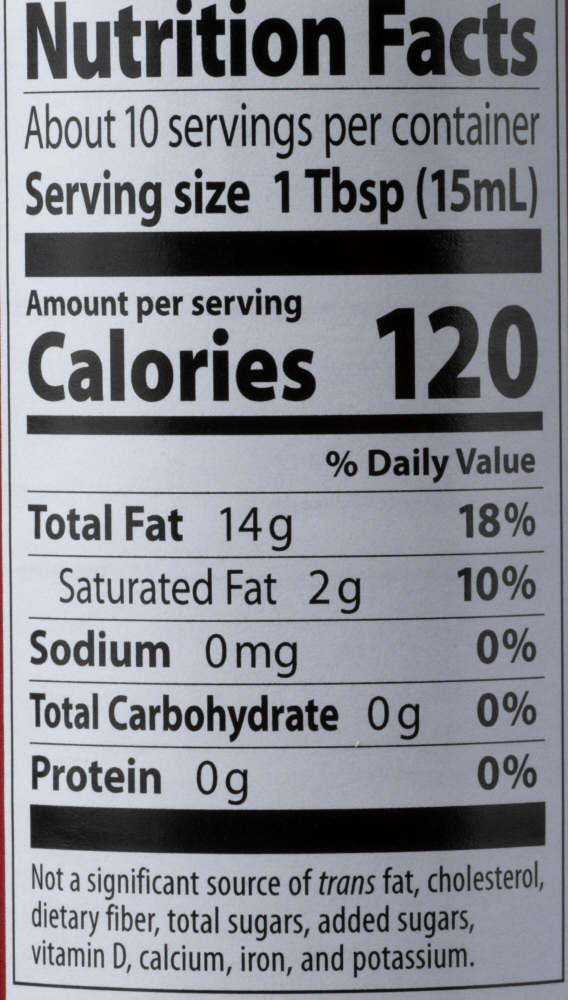 Nutrition Facts
About 10 servings per container
Serving size 1 Tbsp (15mL)
Amount per serving
Calories 120
% Daily Value
Total Fat 14g 18%
Saturated Fat 2g 10%
Sodium 0mg 0%
Total Carbohydrate 0g 0%
Protein 0g 0%
Not a significant source of trans fat, cholesterol,
dietary fiber, total sugars, added sugars,
vitamin D, calcium, iron, and potassium.